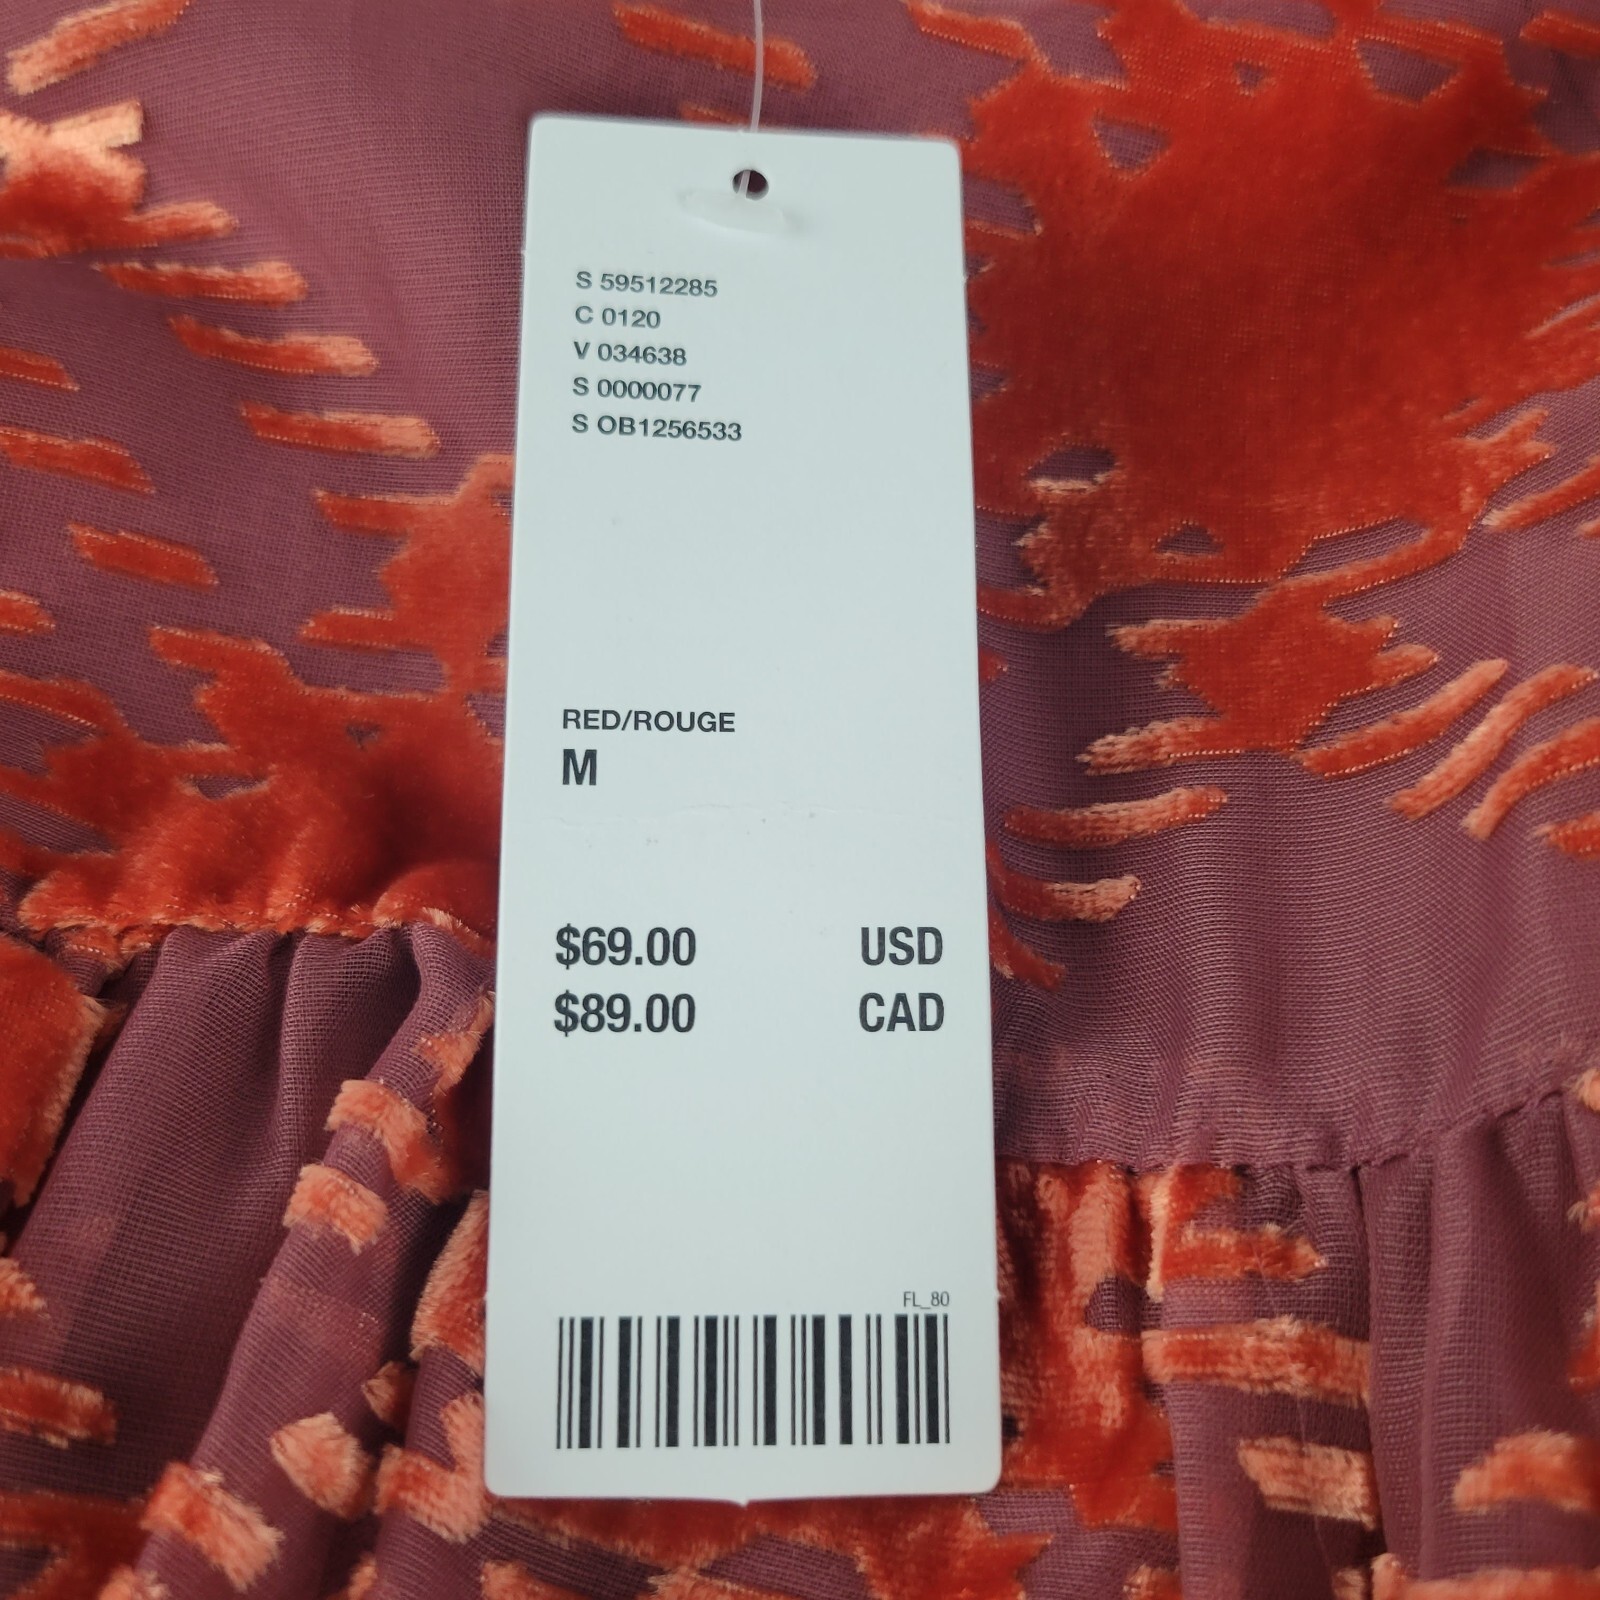 S 59512285
C 0120
V 034638
S 0000077
S OB1256533
RED/ROUGE
M
$69.00 USD
$89.00 CAD
FL_80